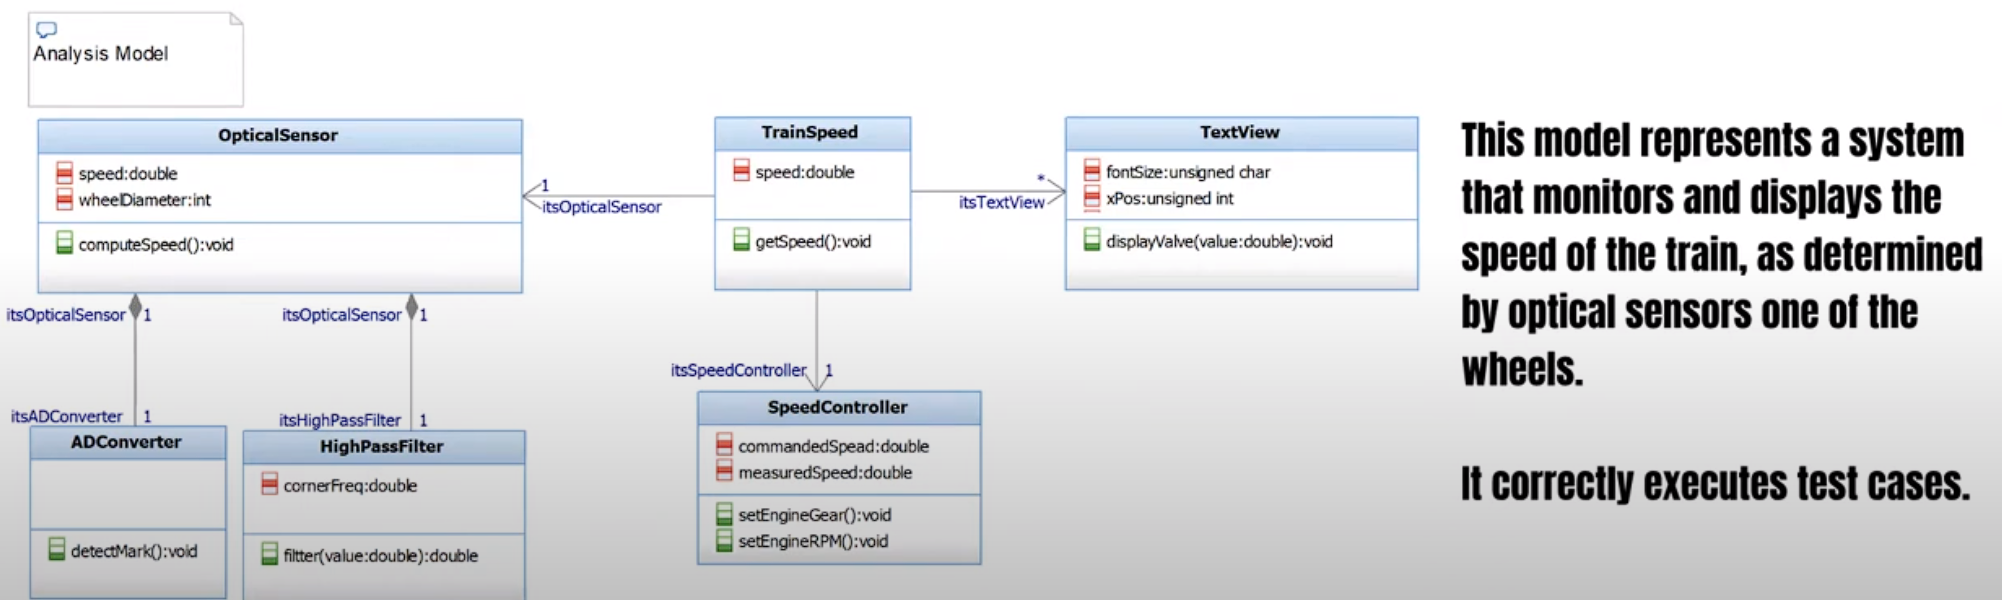 Analysis Model
OpticalSensor
speed:double
wheelDiameter:int
computeSpeed():void
1
itsOpticalSensor
TrainSpeed
speed:double
getSpeed():void
*
itsTextView
TextView
fontSize:unsigned char
xPos:unsigned int
displayValve(value:double):void
itsOpticalSensor 1
itsADConverter 1
ADConverter
detectMark():void
itsOpticalSensor 1
itsHighPassFilter 1
HighPassFilter
cornerFreq:double
filtter(value:double):double
itsSpeedController 1
SpeedController
commandedSpead:double
measuredSpeed:double
setEngineGear():void
setEngineRPM():void
This model represents a system
that monitors and displays the
speed of the train, as determined
by optical sensors one of the
wheels.
It correctly executes test cases.